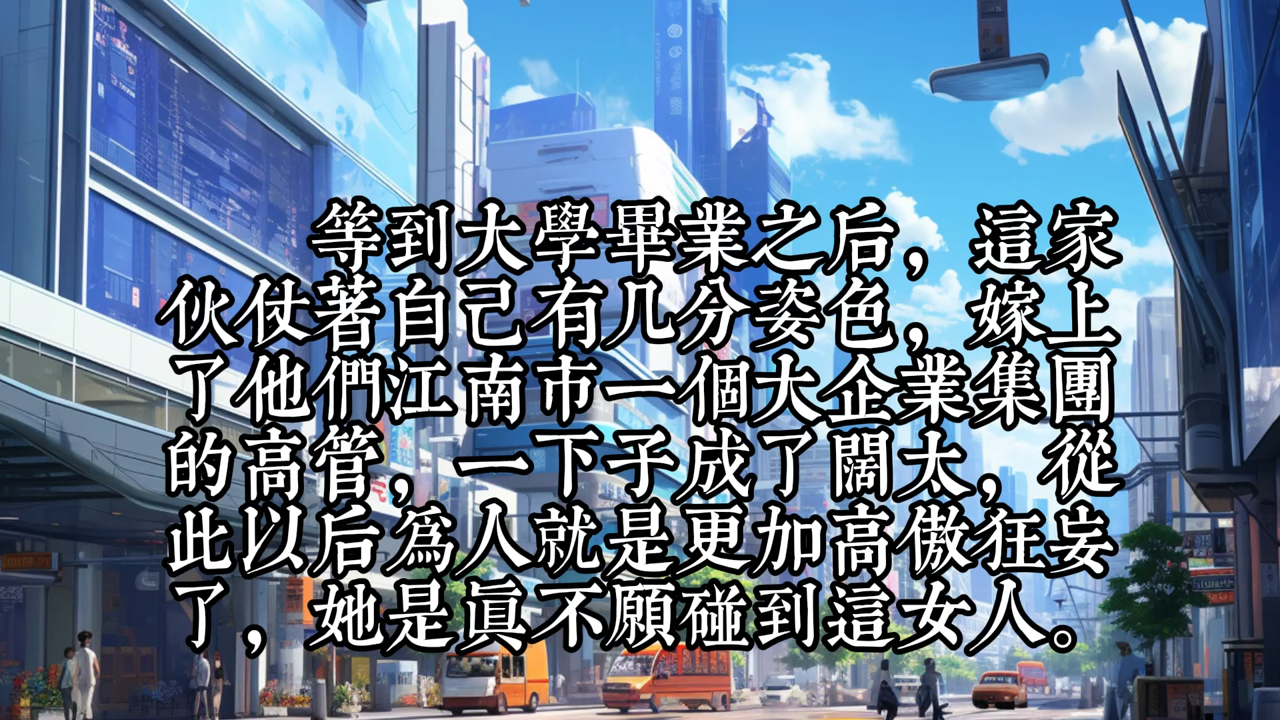 等到大學畢業之后，這家
伙仗著自己有几分姿色，嫁上
了他們江南市一個大企業集團
的高管，一下子成了闊太，從
此以后為人就是更加高傲狂妄
了，她是真不願碰到這女人。